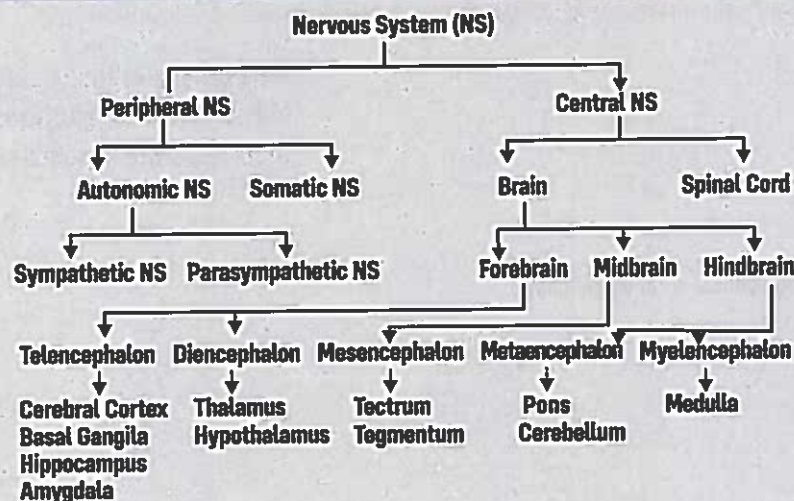 Nervous System (NS)
Peripheral NS Central NS
Autonomic NS Somatic NS Brain Spinal Cord
Sympathetic NS Parasympathetic NS Forebrain Midbrain Hindbrain
Telencephalon Diencephalon Mesencephalon Metaencephalon Myelencephalon
Cerebral Cortex Thalamus Tectrum Pons Medulla
Basal Gangila Hypothalamus Tegmentum Cerebellum
Hippocampus
Amygdala